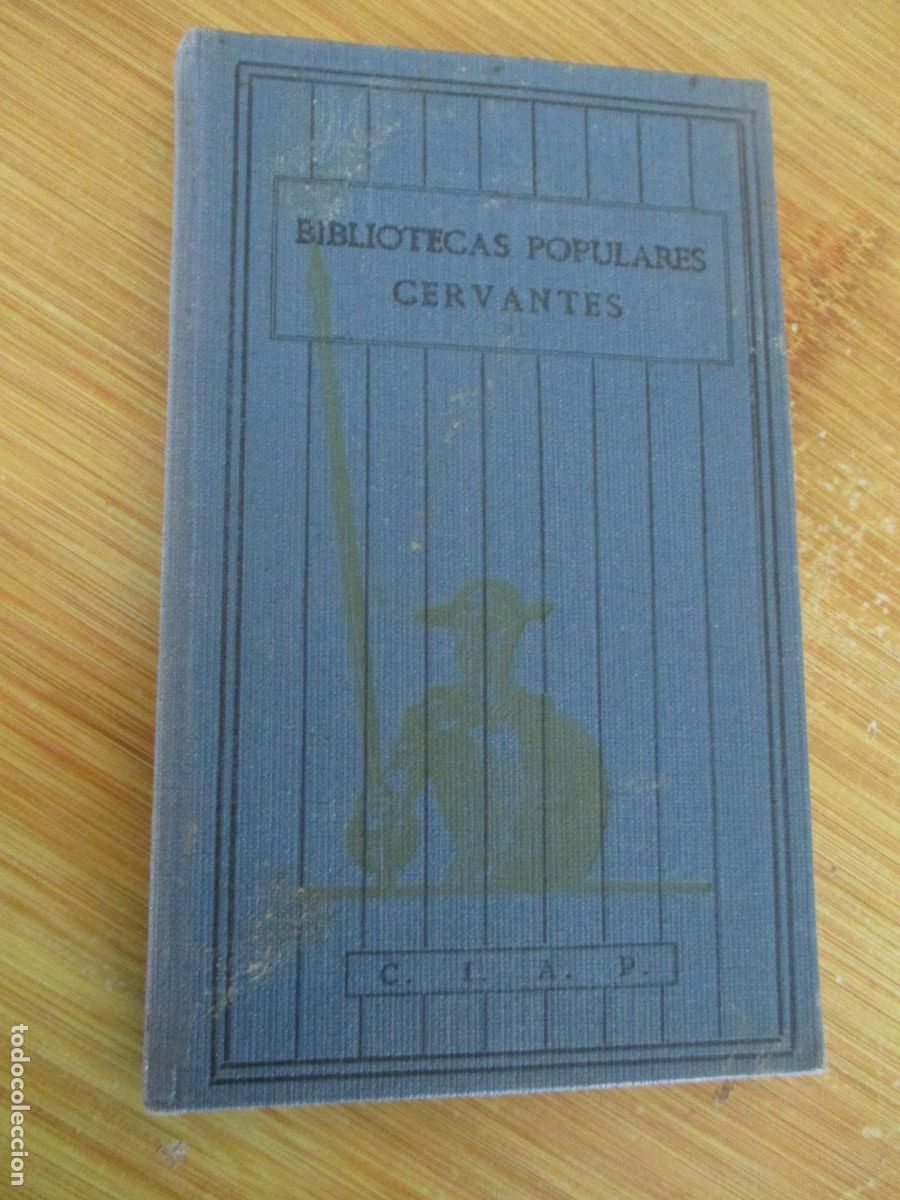 BIBLIOTECAS POPULARES
CERVANTES
C. I. A. P.
todocoleccion